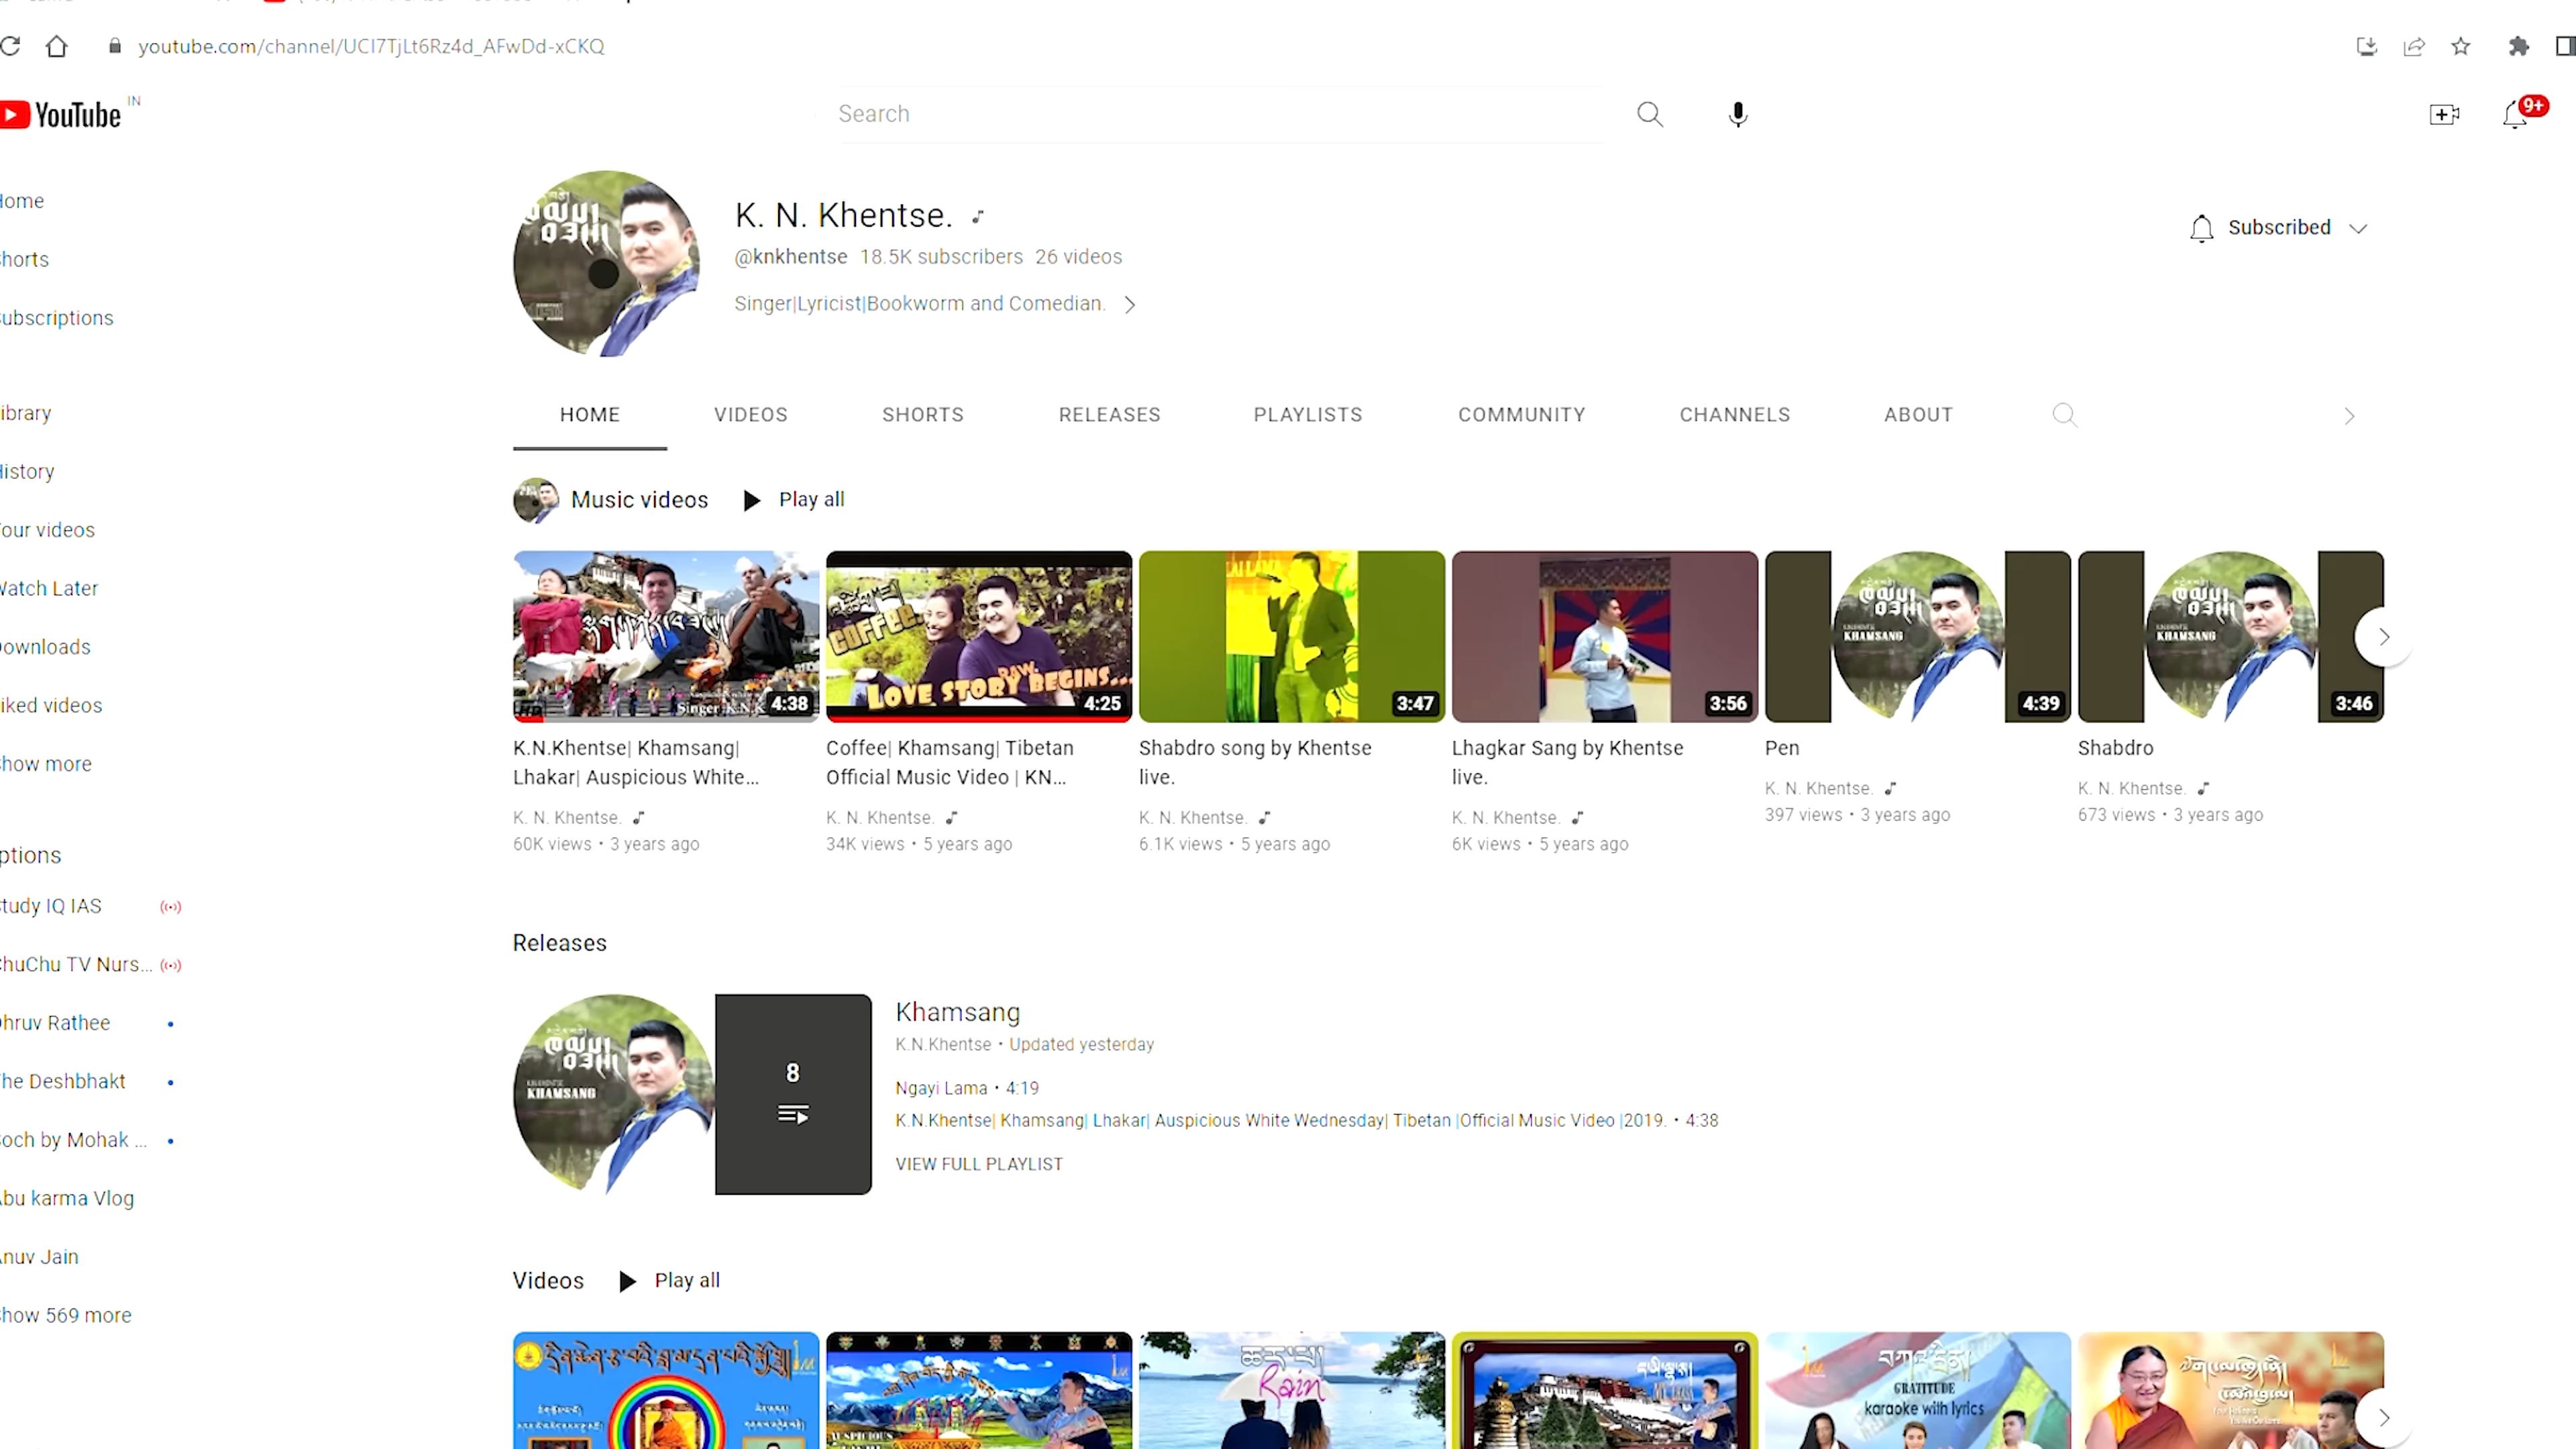 youtube.com/channel/UCI7TjLt6Rz4d_AFwDd-xCKQ
YouTube IN
Search
9+
K. N. Khentse.
@knkhentse 18.5K subscribers 26 videos
Singer|Lyricist|Bookworm and Comedian.
Subscribed
ome
horts
ubscriptions
ibrary
istory
our videos
atch Later
ownloads
iked videos
how more
ptions
tudy IQ IAS
huChu TV Nurs...
hruv Rathee
he Deshbhakt
och by Mohak ...
bu karma Vlog
nuv Jain
how 569 more
HOME VIDEOS SHORTS RELEASES PLAYLISTS COMMUNITY CHANNELS ABOUT
Music videos Play all
Singer :K.N.K 4:38
COFFEE
RAW
LOVE STORY BEGINS...
4:25
3:47
3:56
KHAMSANG
4:39
KHAMSANG
3:46
K.N.Khentse| Khamsang|
Lhakar| Auspicious White...
K. N. Khentse.
60K views • 3 years ago
Coffee| Khamsang| Tibetan
Official Music Video | KN...
K. N. Khentse.
34K views • 5 years ago
Shabdro song by Khentse
live.
K. N. Khentse.
6.1K views • 5 years ago
Lhagkar Sang by Khentse
live.
K. N. Khentse.
6K views • 5 years ago
Pen
K. N. Khentse.
397 views • 3 years ago
Shabdro
K. N. Khentse.
673 views • 3 years ago
Releases
KHAMSANG
8
Khamsang
K.N.Khentse • Updated yesterday
Ngayi Lama • 4:19
K.N.Khentse| Khamsang| Lhakar| Auspicious White Wednesday| Tibetan |Official Music Video |2019. • 4:38
VIEW FULL PLAYLIST
Videos Play all
AUSPICIOUS
ཆར་པ།
Rain
GRATITUDE
karaoke with lyrics